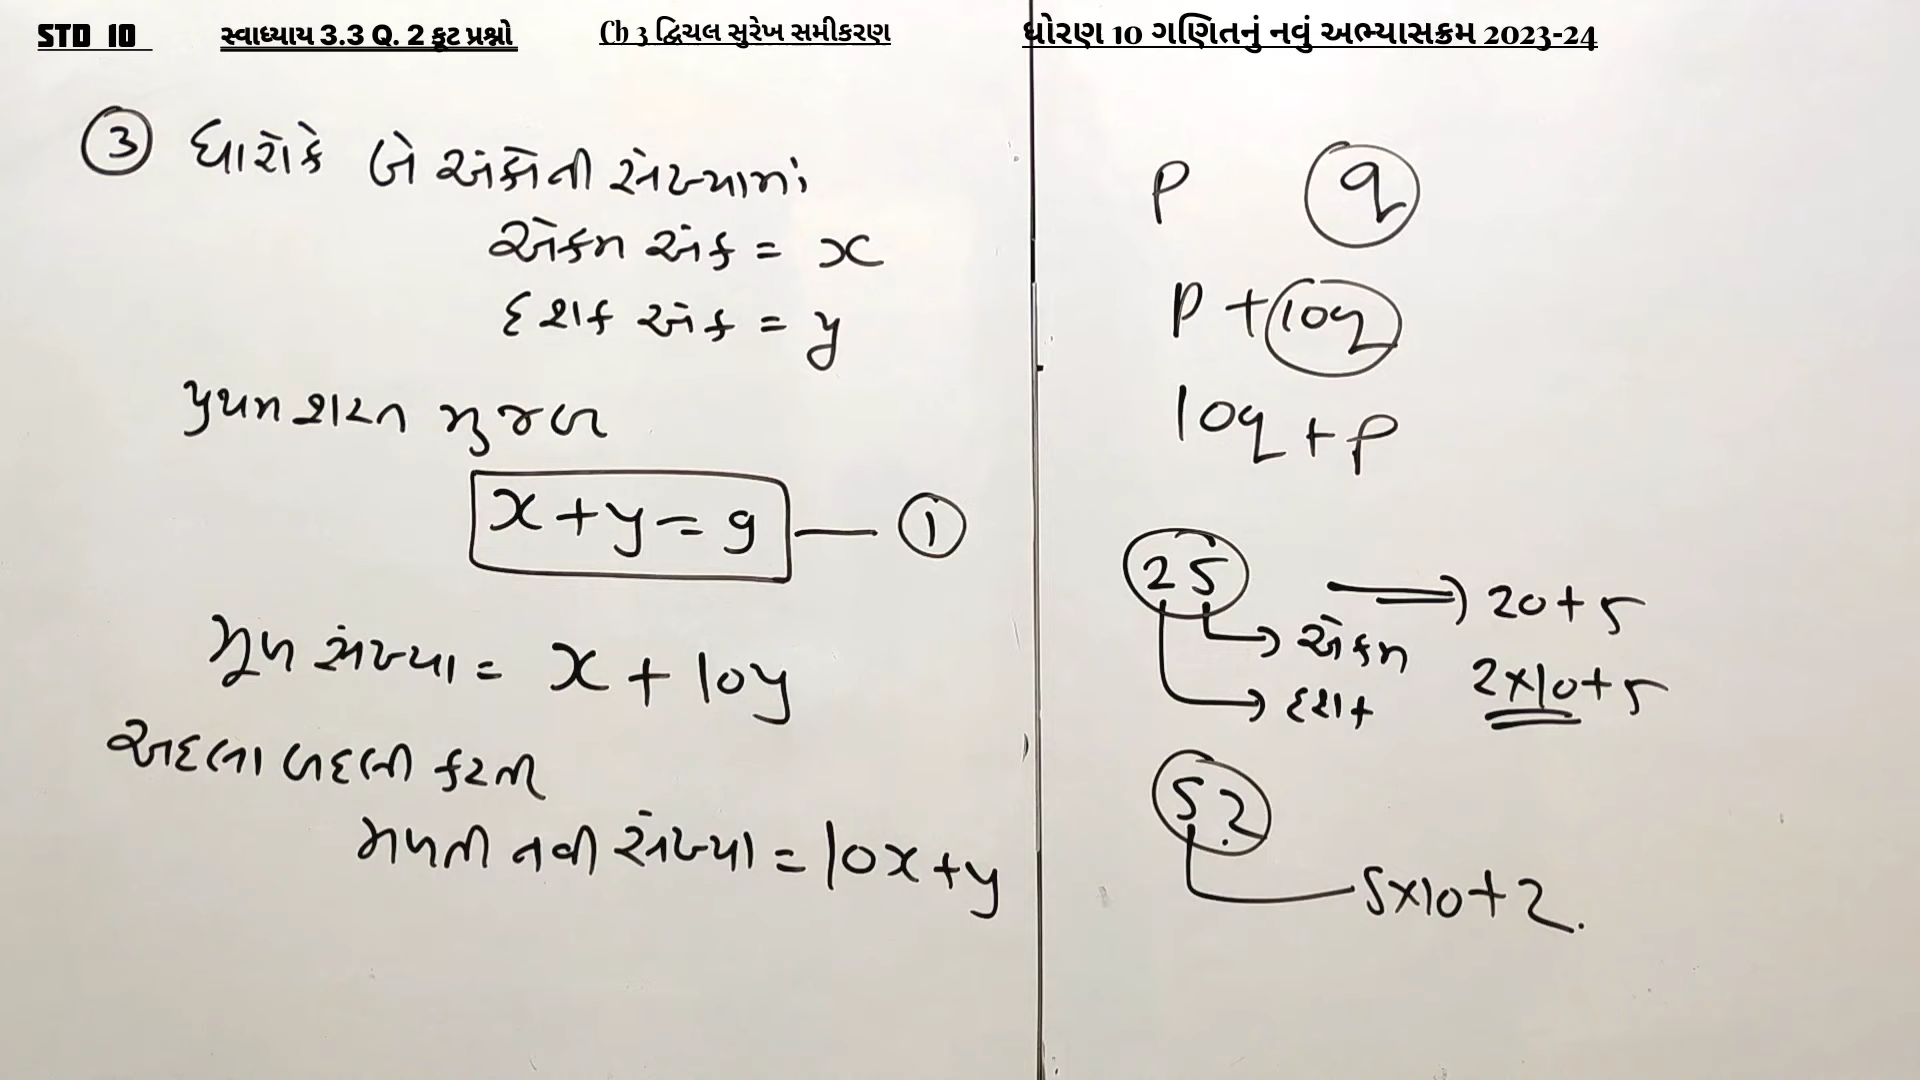 STD 10
સ્વાધ્યાય 3.3 Q. 2 કૂટ પ્રશ્નો
Ch 3 દ્વિચલ સુરેખ સમીકરણ
ધોરણ 10 ગણિતનું નવું અભ્યાસક્રમ 2023-24
③ ધારોકે બે અંકોની સંખ્યામાં
એકમ અંક = x
દશક અંક = y
પ્રથમ શરત મુજબ
x + y = 9 — ①
મૂળ સંખ્યા = x + 10y
અદલા બદલી કરતા
મળતી નવી સંખ્યા = 10x + y
P q
P + 10q
10q + P
25 ⟹ 20 + 5
→ એકમ 2×10 + 5
→ દશક
52
5×10 + 2.